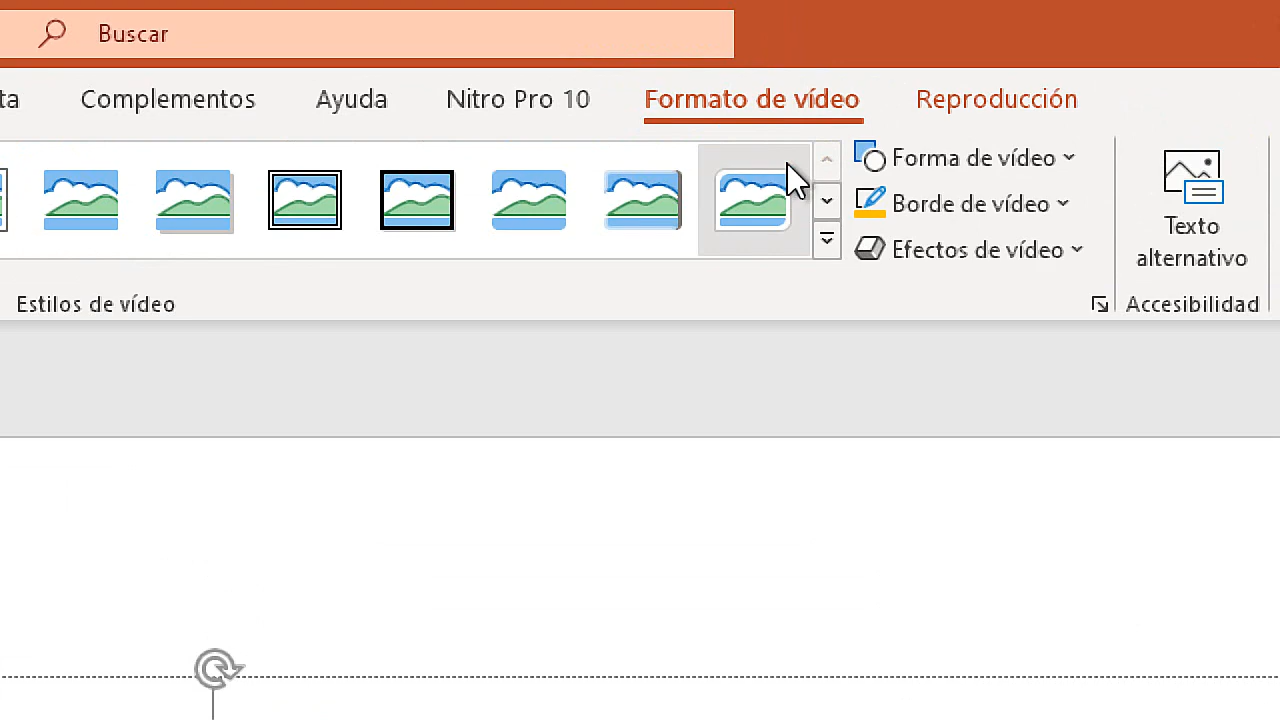 Buscar
ta Complementos Ayuda Nitro Pro 10 Formato de vídeo Reproducción
Forma de vídeo
Borde de vídeo
Efectos de vídeo
Texto
alternativo
Estilos de vídeo
Accesibilidad